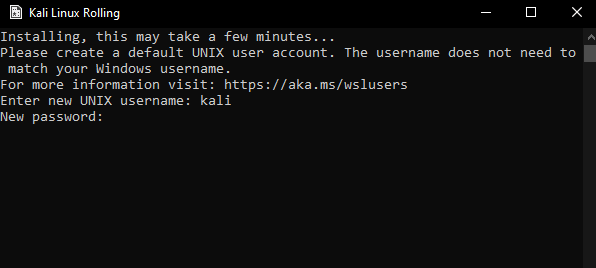 Kali Linux Rolling
Installing, this may take a few minutes...
Please create a default UNIX user account. The username does not need to
match your Windows username.
For more information visit: https://aka.ms/wslusers
Enter new UNIX username: kali
New password: